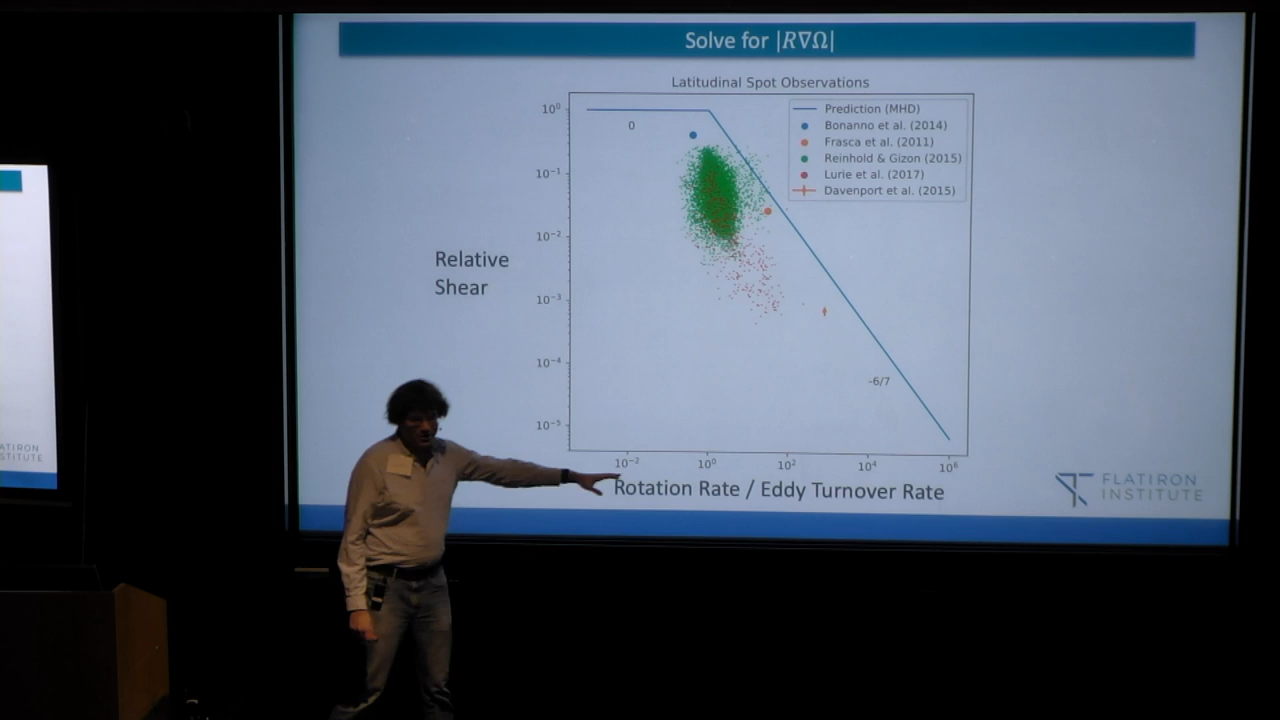 Solve for |R∇Ω|
Latitudinal Spot Observations
10⁰
10⁻¹
10⁻²
10⁻³
10⁻⁴
10⁻⁵
0
Prediction (MHD)
Bonanno et al. (2014)
Frasca et al. (2011)
Reinhold & Gizon (2015)
Lurie et al. (2017)
Davenport et al. (2015)
Relative
Shear
-6/7
10⁻² 10⁰ 10² 10⁴ 10⁶
Rotation Rate / Eddy Turnover Rate
FLATIRON
INSTITUTE
ATIRON
STITUTE